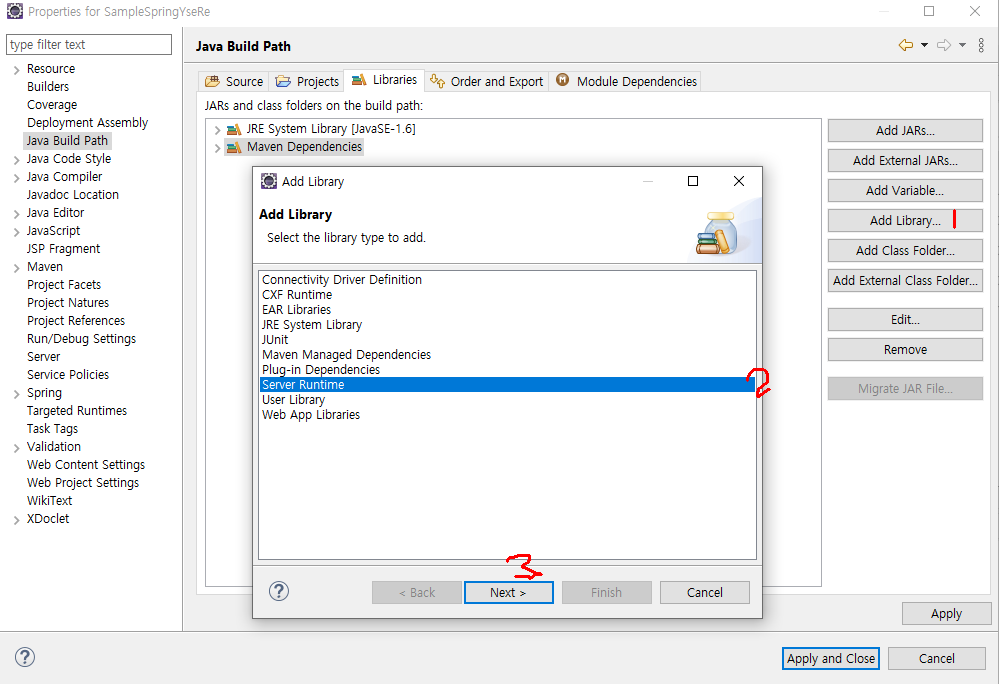 Properties for SampleSpringYseRe
type filter text
Resource
Builders
Coverage
Deployment Assembly
Java Build Path
Java Code Style
Java Compiler
Javadoc Location
Java Editor
JavaScript
JSP Fragment
Maven
Project Facets
Project Natures
Project References
Run/Debug Settings
Server
Service Policies
Spring
Targeted Runtimes
Task Tags
Validation
Web Content Settings
Web Project Settings
WikiText
XDoclet
Java Build Path
Source Projects Libraries Order and Export Module Dependencies
JARs and class folders on the build path:
JRE System Library [JavaSE-1.6]
Maven Dependencies
Add JARs...
Add External JARs...
Add Variable...
Add Library... 1
Add Class Folder...
Add External Class Folder...
Edit...
Remove
Migrate JAR File...
Add Library
Add Library
Select the library type to add.
Connectivity Driver Definition
CXF Runtime
EAR Libraries
JRE System Library
JUnit
Maven Managed Dependencies
Plug-in Dependencies
Server Runtime 2
User Library
Web App Libraries
3
< Back Next > Finish Cancel
Apply
Apply and Close Cancel